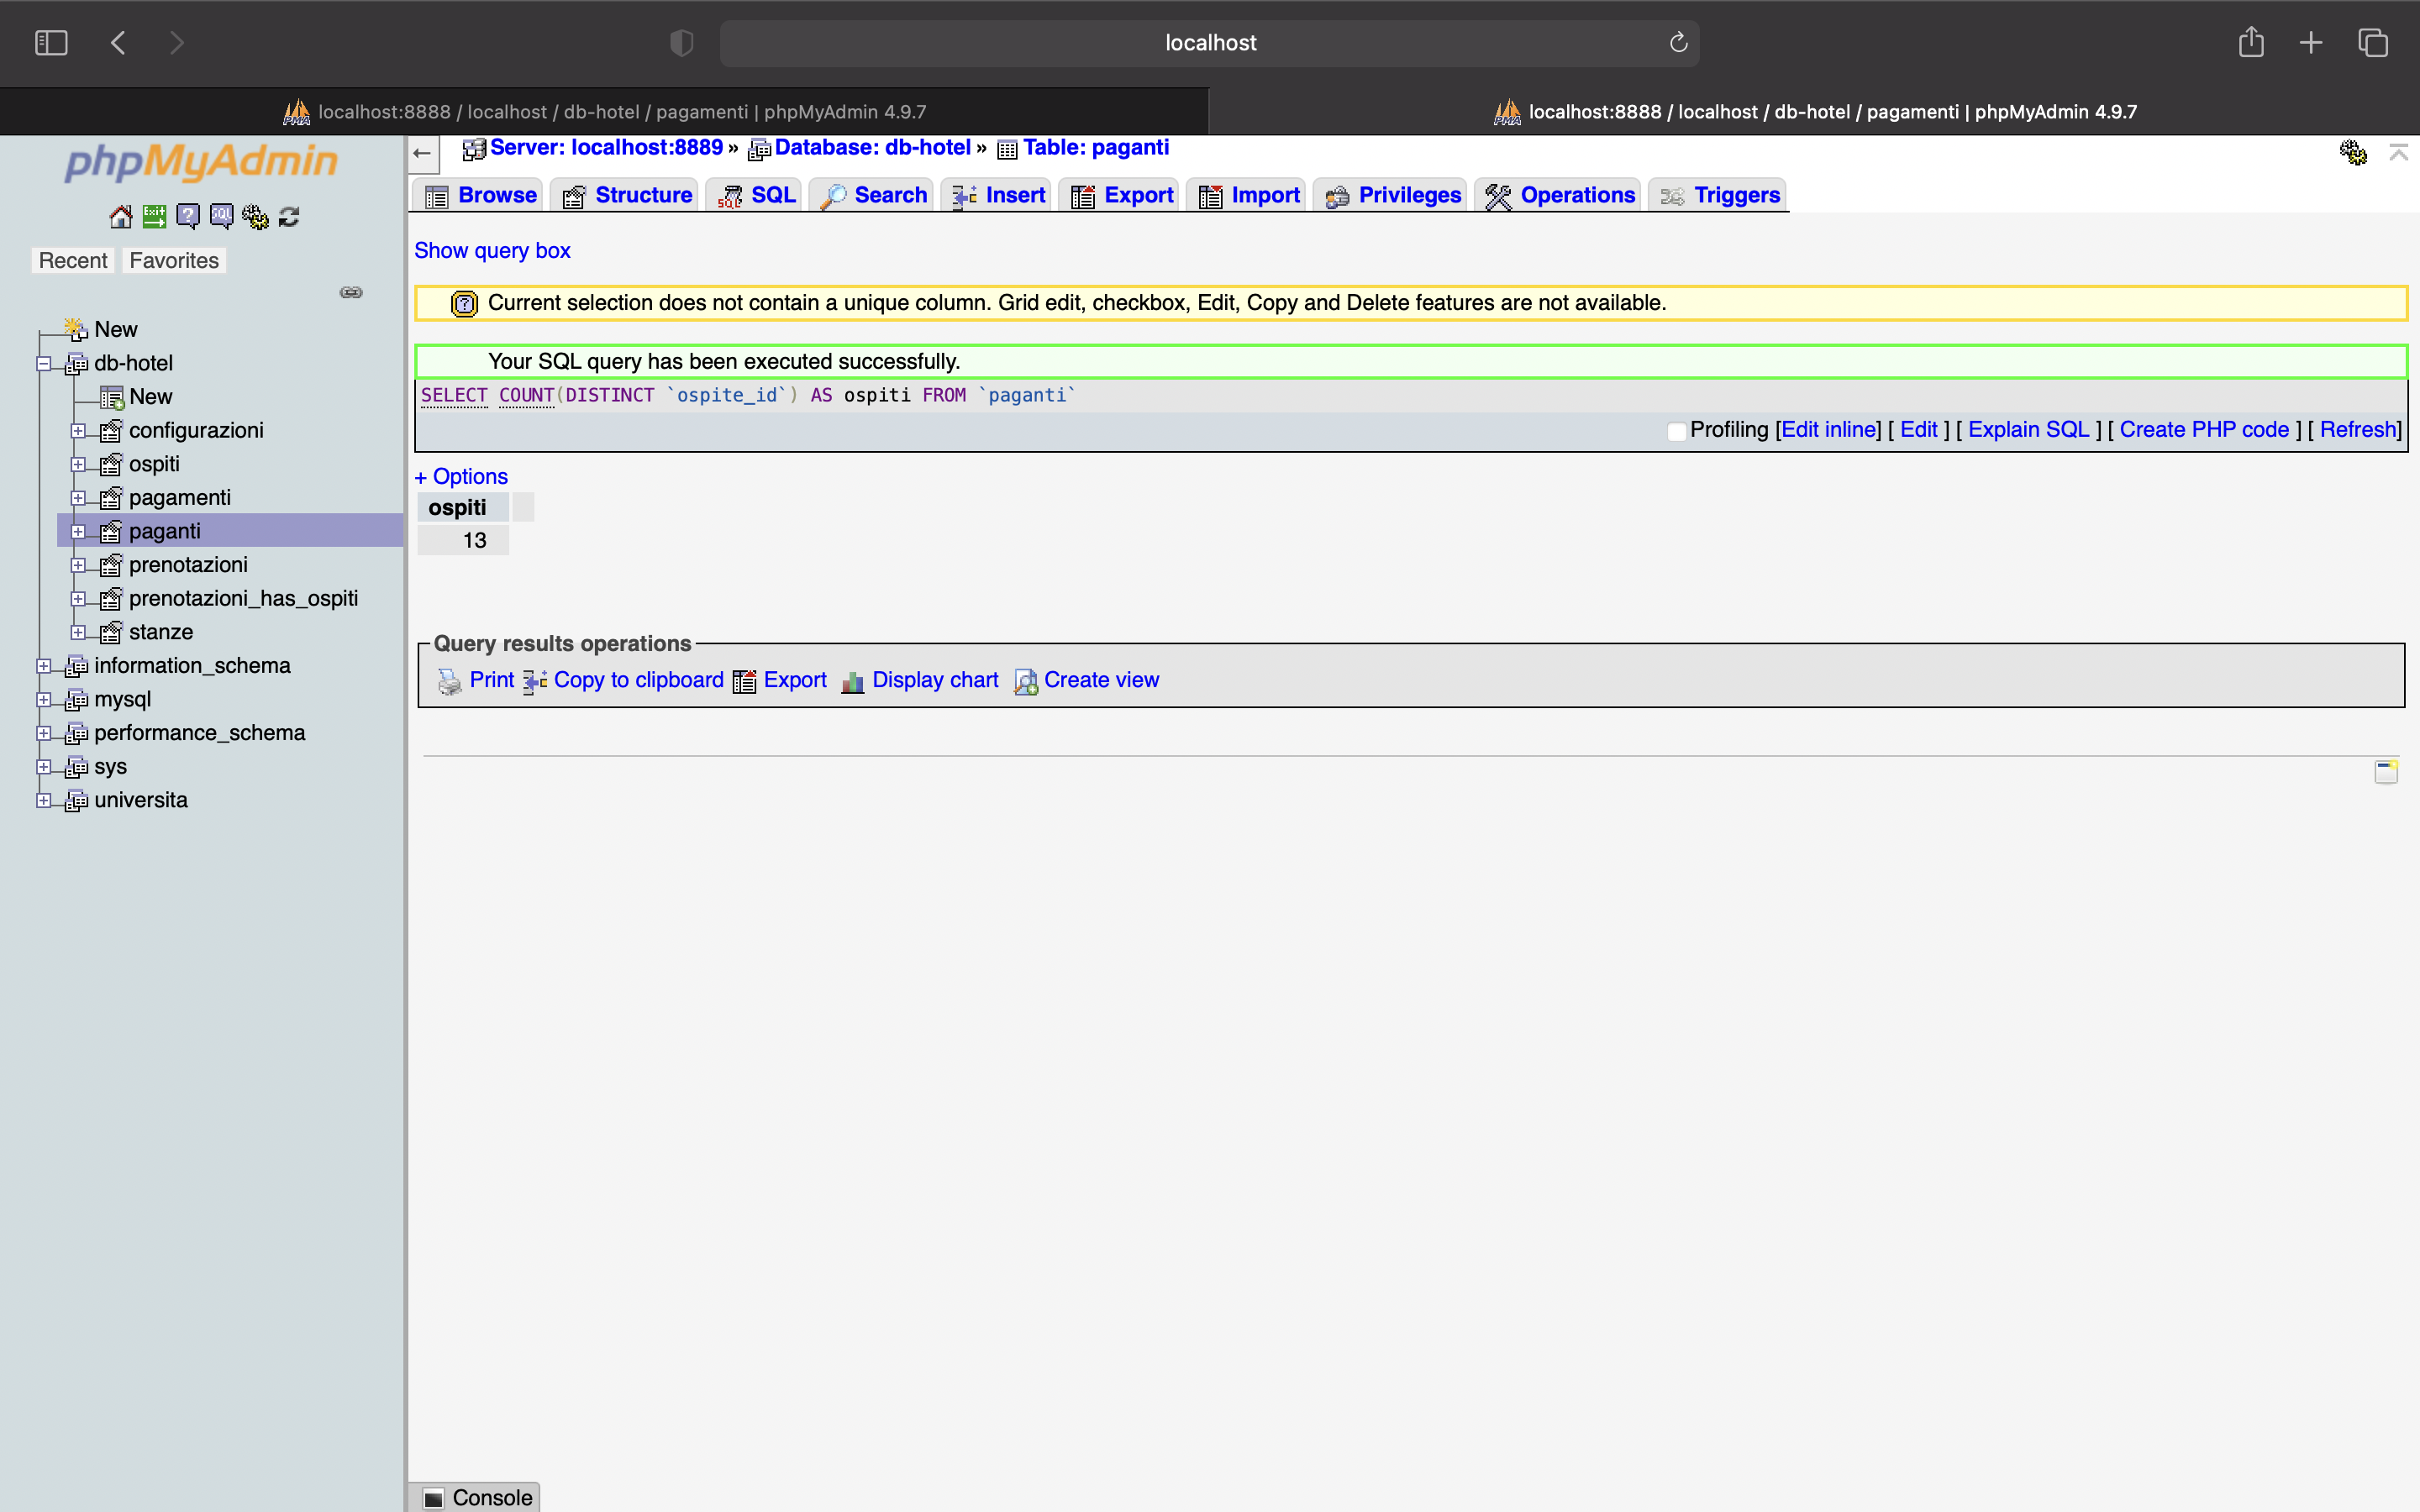 localhost
localhost:8888 / localhost / db-hotel / pagamenti | phpMyAdmin 4.9.7
localhost:8888 / localhost / db-hotel / pagamenti | phpMyAdmin 4.9.7
phpMyAdmin
Recent Favorites
New
db-hotel
New
configurazioni
ospiti
pagamenti
paganti
prenotazioni
prenotazioni_has_ospiti
stanze
information_schema
mysql
performance_schema
sys
universita
Server: localhost:8889 » Database: db-hotel » Table: paganti
Browse Structure SQL Search Insert Export Import Privileges Operations Triggers
Show query box
Current selection does not contain a unique column. Grid edit, checkbox, Edit, Copy and Delete features are not available.
Your SQL query has been executed successfully.
SELECT COUNT(DISTINCT `ospite_id`) AS ospiti FROM `paganti`
Profiling [Edit inline] [ Edit ] [ Explain SQL ] [ Create PHP code ] [ Refresh]
+ Options
ospiti
13
Query results operations
Print Copy to clipboard Export Display chart Create view
Console